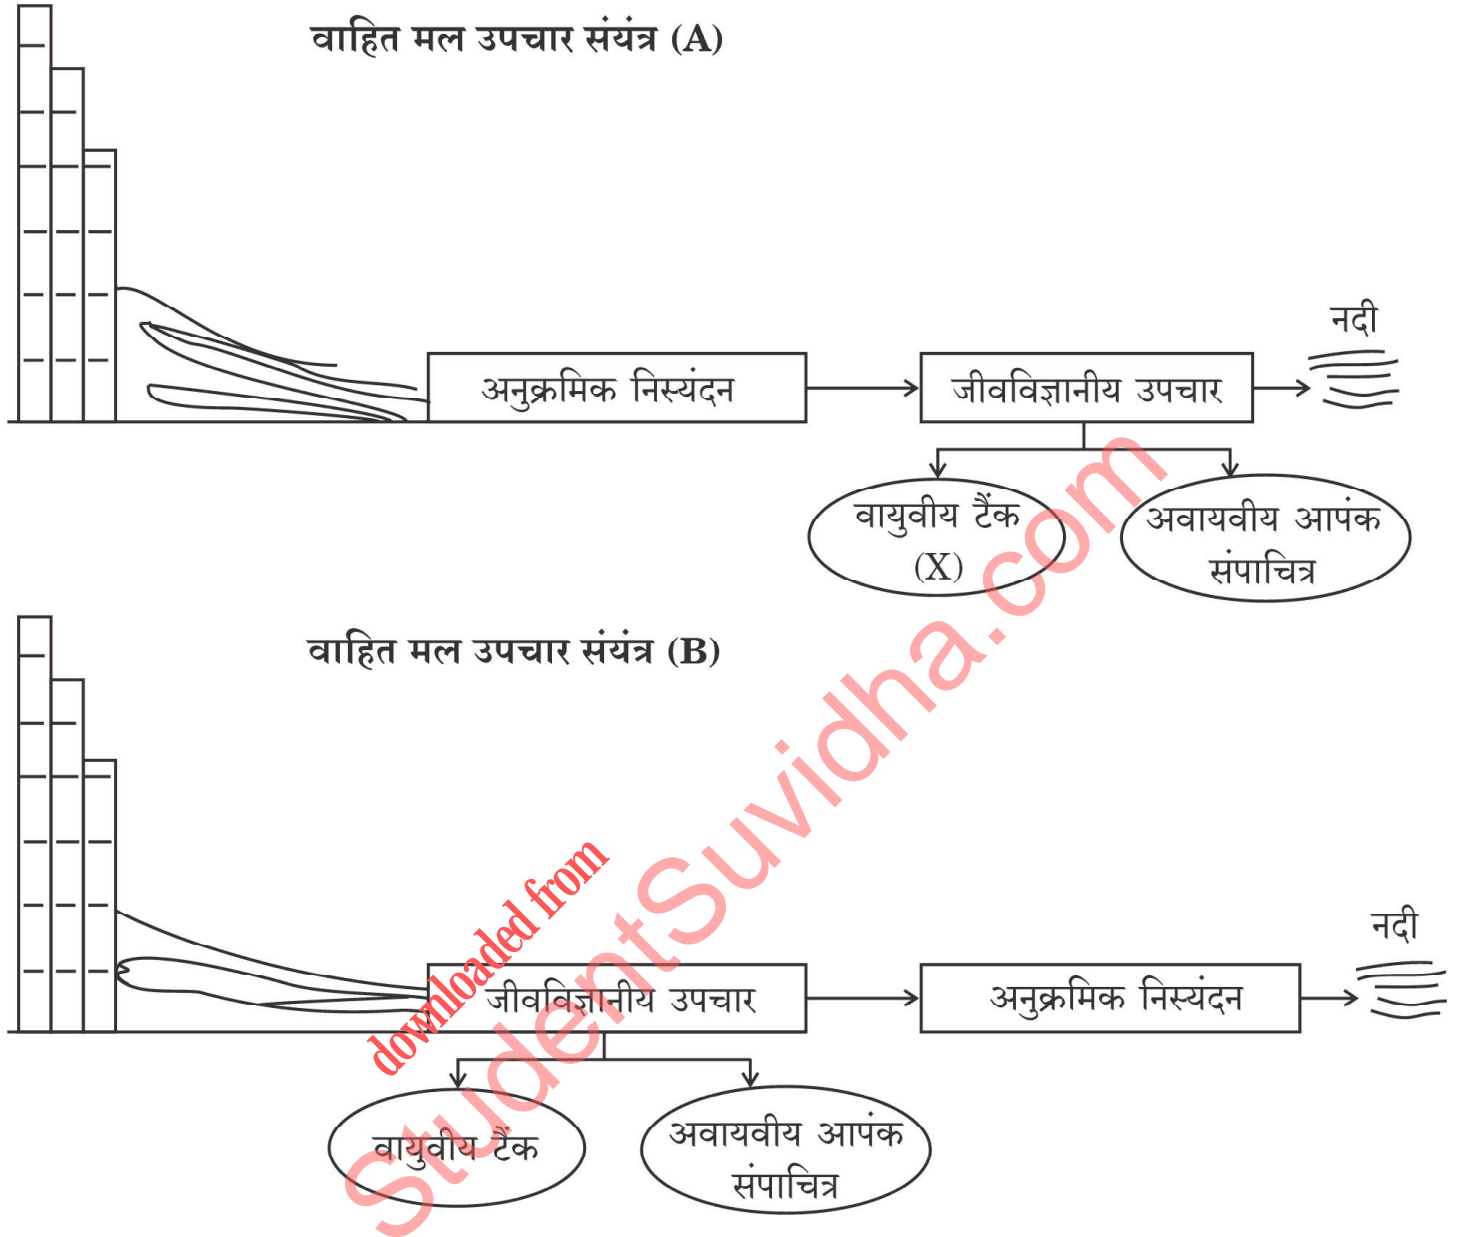 वाहित मल उपचार संयंत्र (A)
नदी
अनुक्रमिक निस्यंदन
जीवविज्ञानीय उपचार
वायुवीय टैंक
(X)
अवायवीय आपंक
संपाचित्र
वाहित मल उपचार संयंत्र (B)
नदी
जीवविज्ञानीय उपचार
अनुक्रमिक निस्यंदन
वायुवीय टैंक
अवायवीय आपंक
संपाचित्र
downloaded from
StudentSuvidha.com